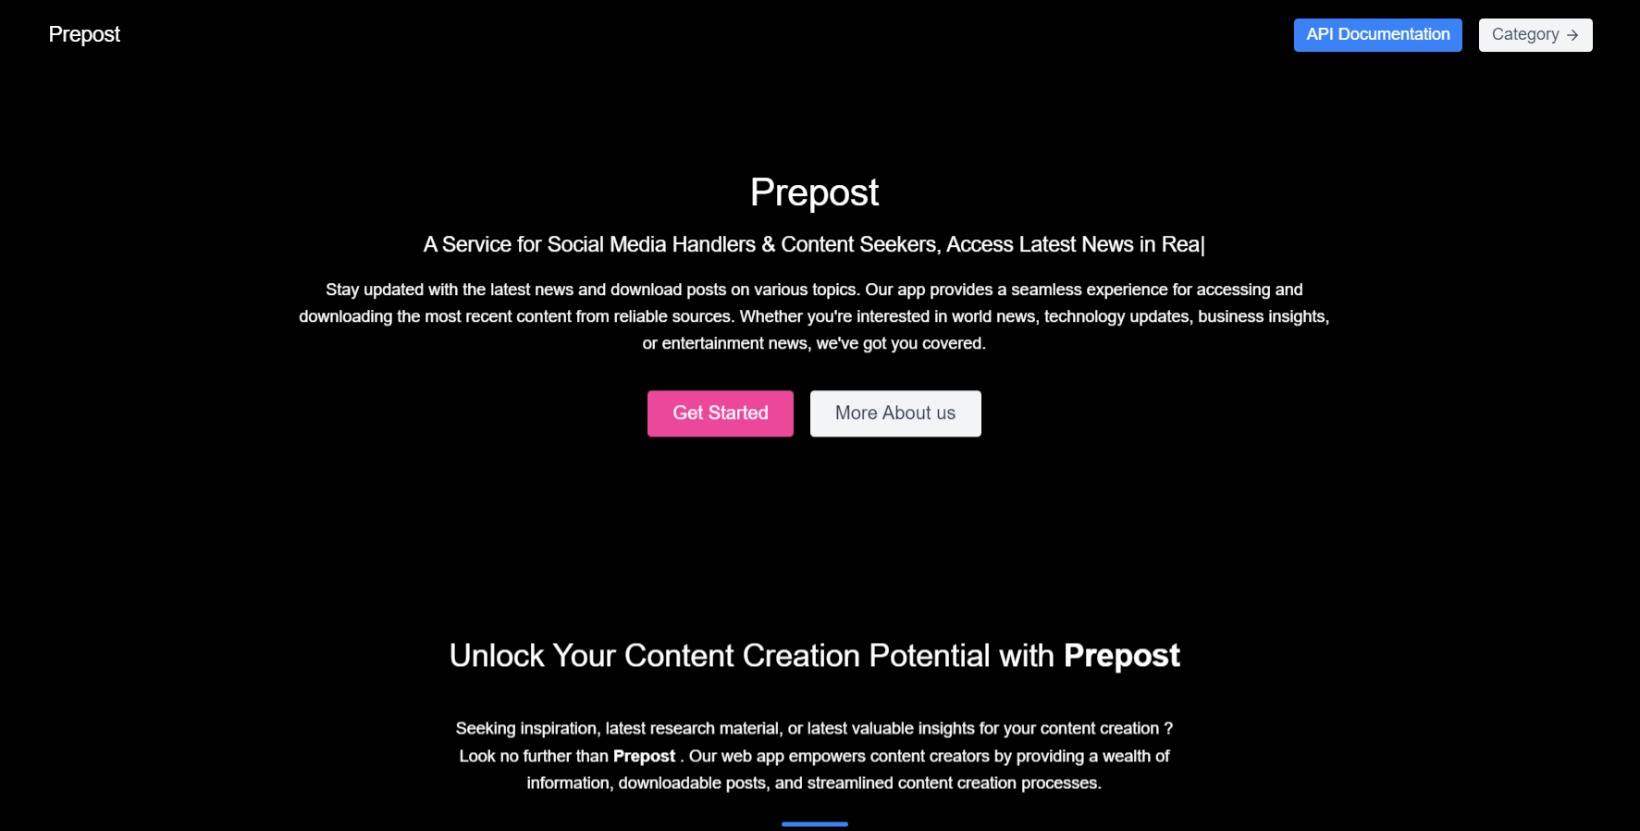 Prepost
API Documentation
Category →
Prepost
A Service for Social Media Handlers & Content Seekers, Access Latest News in Rea|
Stay updated with the latest news and download posts on various topics. Our app provides a seamless experience for accessing and
downloading the most recent content from reliable sources. Whether you're interested in world news, technology updates, business insights,
or entertainment news, we've got you covered.
Get Started
More About us
Unlock Your Content Creation Potential with Prepost
Seeking inspiration, latest research material, or latest valuable insights for your content creation ?
Look no further than Prepost . Our web app empowers content creators by providing a wealth of
information, downloadable posts, and streamlined content creation processes.